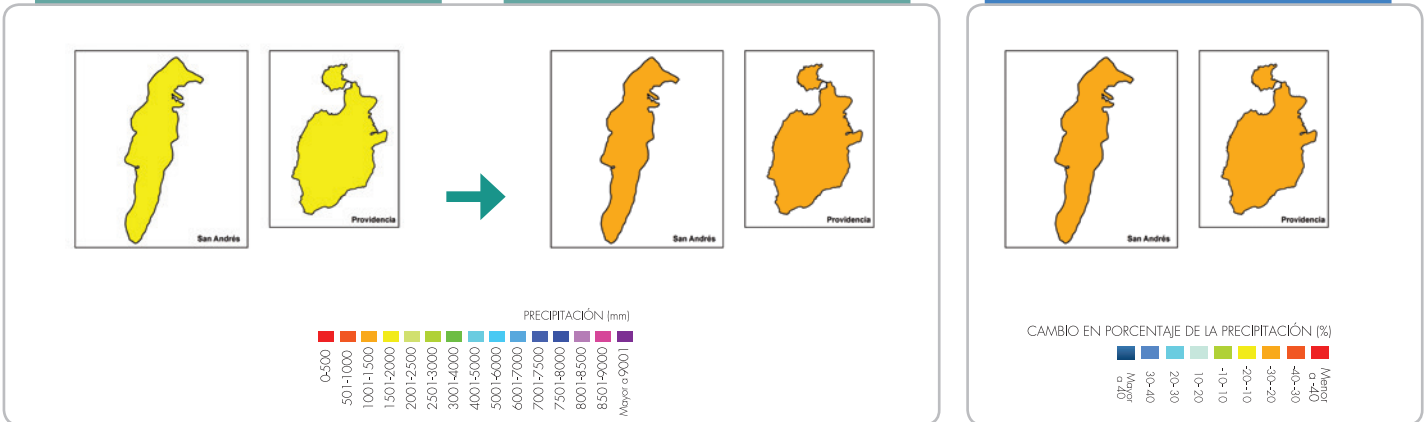 San Andrés
Providencia
San Andrés
Providencia
PRECIPITACIÓN (mm)
0-500
501-1000
1001-1500
1501-2000
2001-2500
2501-3000
3001-4000
4001-5000
5001-6000
6001-7000
7001-7500
7501-8000
8001-8500
8501-9000
Mayor a 9001
San Andrés
Providencia
CAMBIO EN PORCENTAJE DE LA PRECIPITACIÓN (%)
Mayor
a 40
30-40
20-30
10-20
-10-10
-20--10
-30--20
-40--30
Menor
a -40